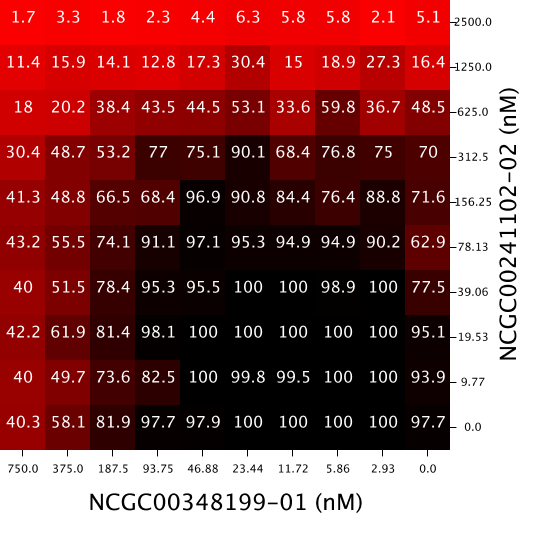 1.7 3.3 1.8 2.3 4.4 6.3 5.8 5.8 2.1 5.1 2500.0
11.4 15.9 14.1 12.8 17.3 30.4 15 18.9 27.3 16.4 1250.0
18 20.2 38.4 43.5 44.5 53.1 33.6 59.8 36.7 48.5 625.0
30.4 48.7 53.2 77 75.1 90.1 68.4 76.8 75 70 312.5
41.3 48.8 66.5 68.4 96.9 90.8 84.4 76.4 88.8 71.6 156.25
43.2 55.5 74.1 91.1 97.1 95.3 94.9 94.9 90.2 62.9 78.13
40 51.5 78.4 95.3 95.5 100 100 98.9 100 77.5 39.06
42.2 61.9 81.4 98.1 100 100 100 100 100 95.1 19.53
40 49.7 73.6 82.5 100 99.8 99.5 100 100 93.9 9.77
40.3 58.1 81.9 97.7 97.9 100 100 100 100 97.7 0.0
750.0 375.0 187.5 93.75 46.88 23.44 11.72 5.86 2.93 0.0
NCGC00348199-01 (nM)
NCGC00241102-02 (nM)